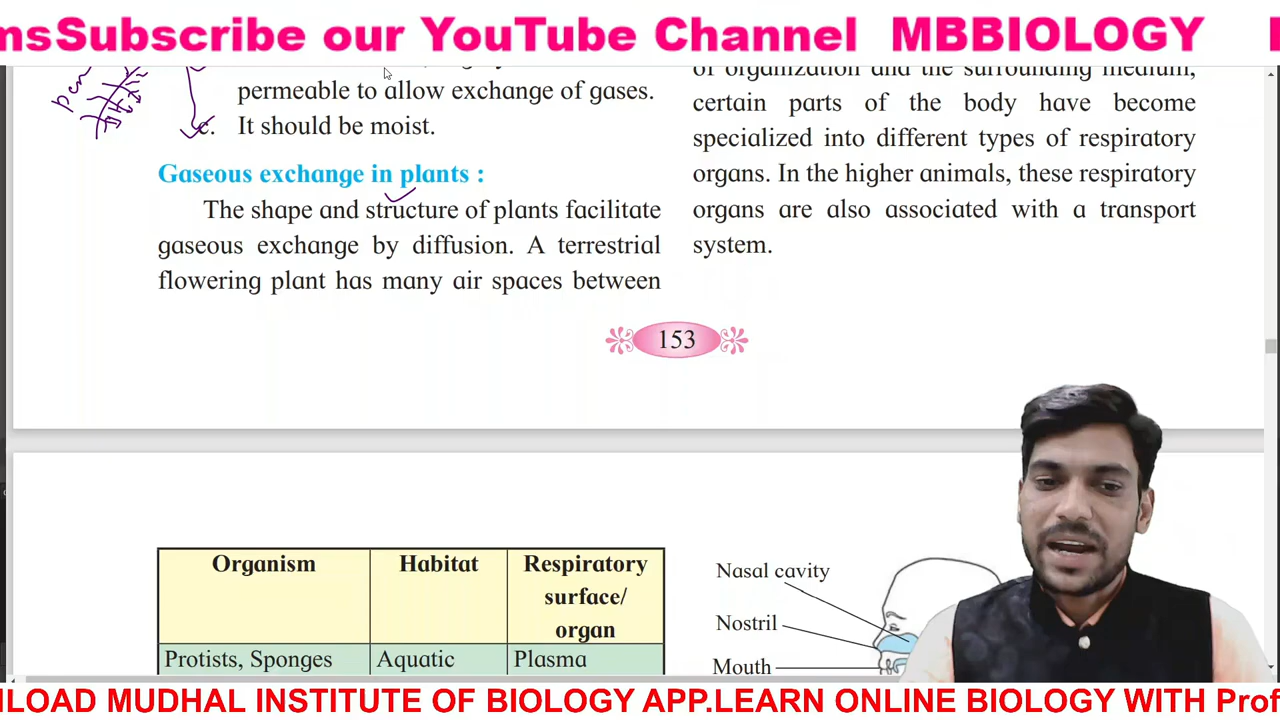 msSubscribe our YouTube Channel MBBIOLOGY
per
permeable to allow exchange of gases.
c. It should be moist.
Gaseous exchange in plants :
The shape and structure of plants facilitate
gaseous exchange by diffusion. A terrestrial
flowering plant has many air spaces between
of organization and the surrounding medium,
certain parts of the body have become
specialized into different types of respiratory
organs. In the higher animals, these respiratory
organs are also associated with a transport
system.
153
Organism Habitat Respiratory
surface/
organ
Protists, Sponges Aquatic Plasma
Nasal cavity
Nostril
Mouth
NLOAD MUDHAL INSTITUTE OF BIOLOGY APP.LEARN ONLINE BIOLOGY WITH Prof